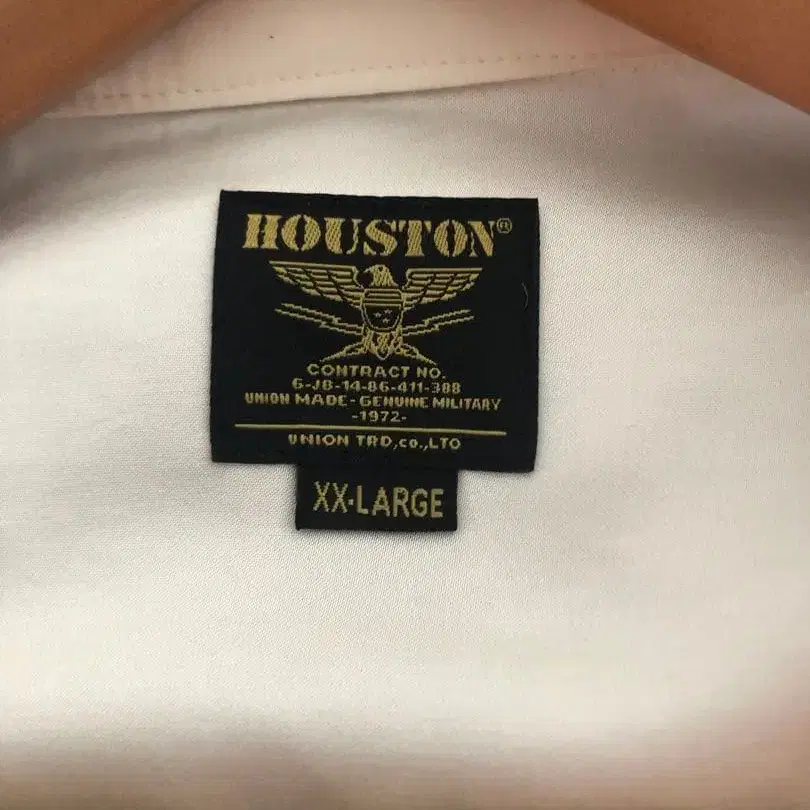 HOUSTON®
CONTRACT NO.
6-JB-14-86-411-388
UNION MADE-GENUINE MILITARY
-1972-
UNION TRD,co.,LTO
XX-LARGE